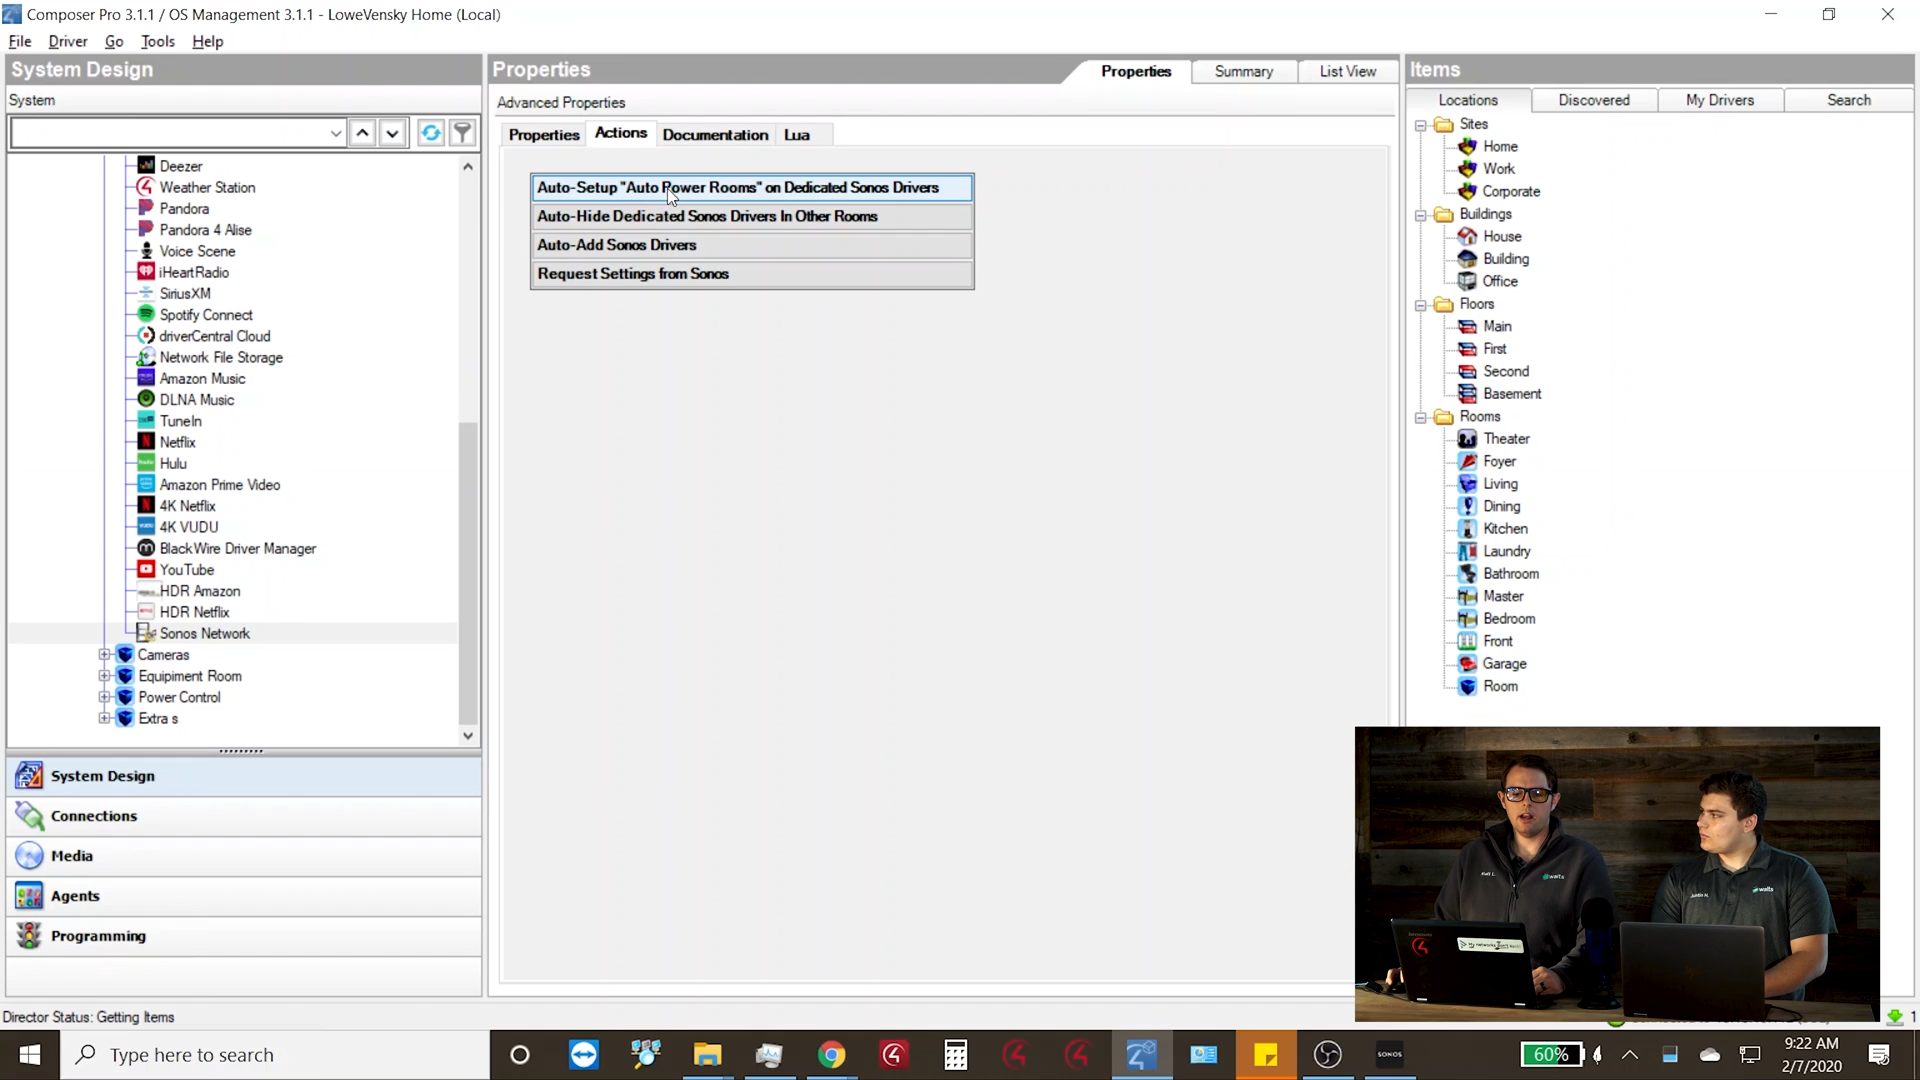 Composer Pro 3.1.1 / OS Management 3.1.1 - LoweVensky Home (Local)
File Driver Go Tools Help
System Design
System
Deezer
Weather Station
Pandora
Pandora 4 Alise
Voice Scene
iHeartRadio
SiriusXM
Spotify Connect
driverCentral Cloud
Network File Storage
Amazon Music
DLNA Music
TuneIn
Netflix
Hulu
Amazon Prime Video
4K Netflix
4K VUDU
BlackWire Driver Manager
YouTube
HDR Amazon
HDR Netflix
Sonos Network
Cameras
Equipiment Room
Power Control
Extra s
System Design
Connections
Media
Agents
Programming
Properties
Properties Summary List View
Advanced Properties
Properties Actions Documentation Lua
Auto-Setup "Auto Power Rooms" on Dedicated Sonos Drivers
Auto-Hide Dedicated Sonos Drivers In Other Rooms
Auto-Add Sonos Drivers
Request Settings from Sonos
Items
Locations Discovered My Drivers Search
Sites
Home
Work
Corporate
Buildings
House
Building
Office
Floors
Main
First
Second
Basement
Rooms
Theater
Foyer
Living
Dining
Kitchen
Laundry
Bathroom
Master
Bedroom
Front
Garage
Room
walts
walts
Director Status: Getting Items
1
Type here to search
SONOS
60%
9:22 AM
2/7/2020